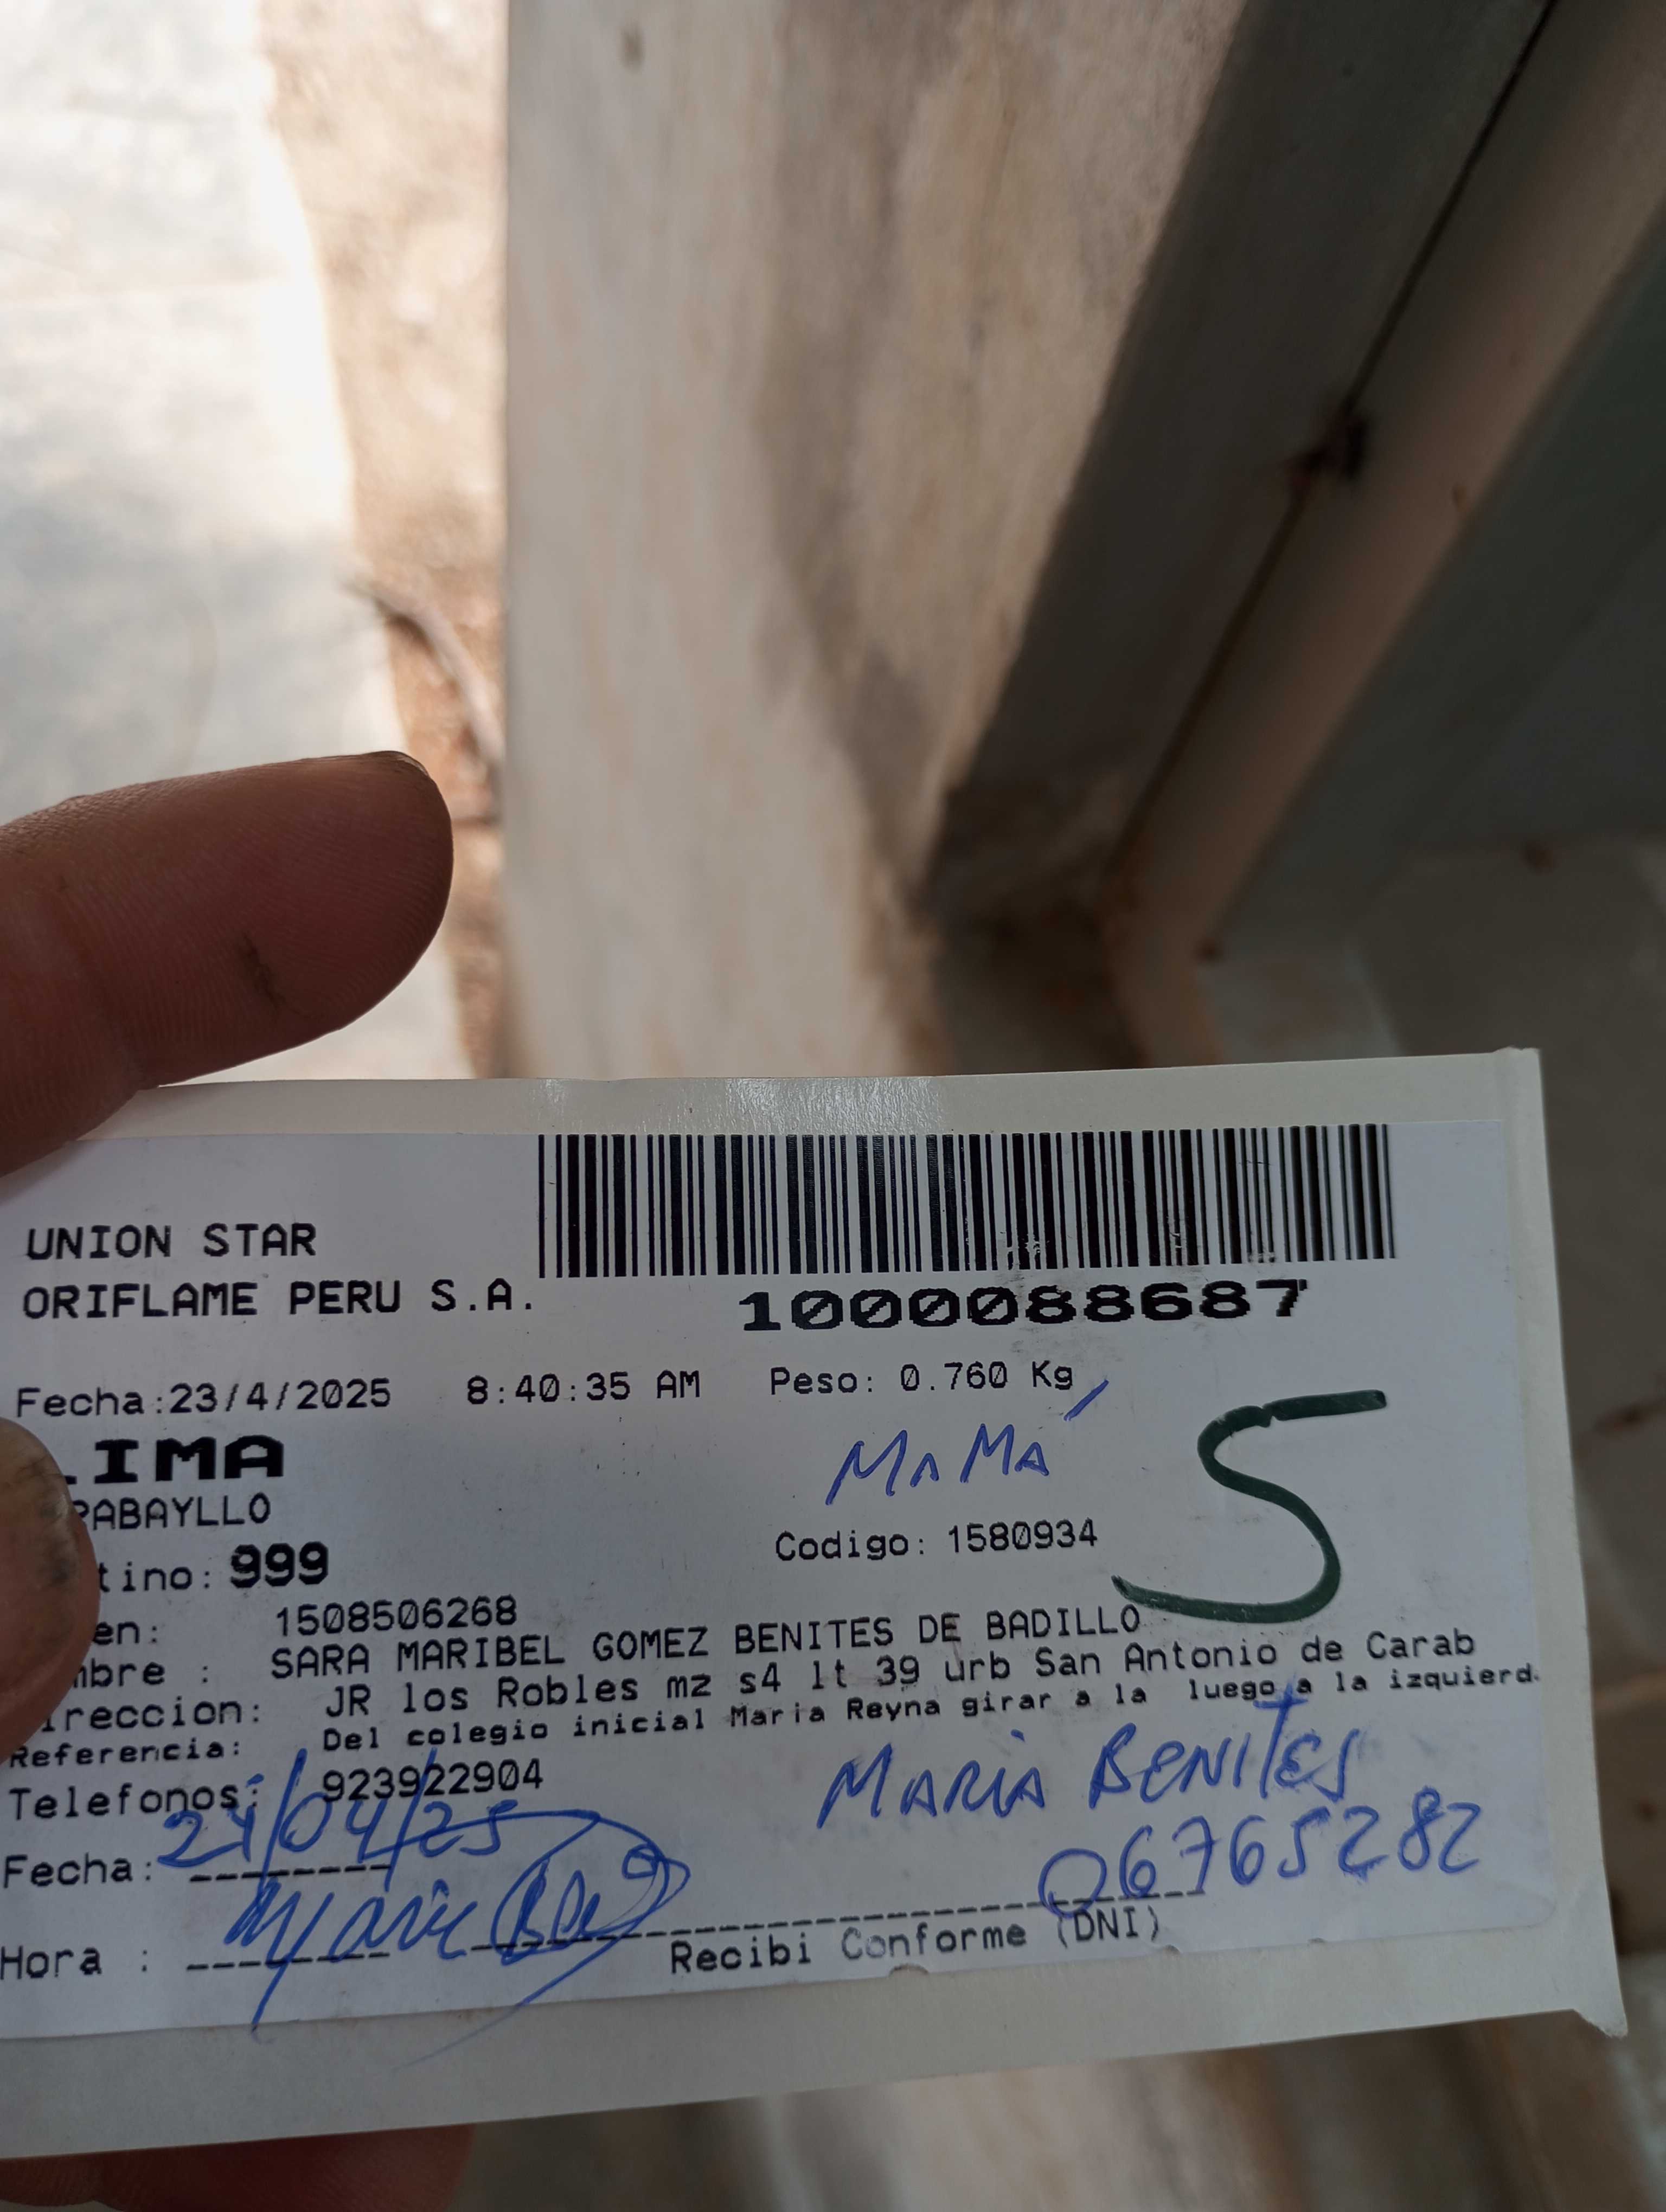 UNION STAR
ORIFLAME PERU S.A.
1000088687
Fecha:23/4/2025 8:40:35 AM Peso: 0.760 Kg
LIMA
RABAYLLO
MAMÁ
S
tino: 999
Codigo: 1580934
en: 1508506268
mbre : SARA MARIBEL GOMEZ BENITES DE BADILLO
ireccion: JR los Robles mz s4 lt 39 urb San Antonio de Carab
Referencia: Del colegio inicial Maria Reyna girar a la luego a la izquierd
Telefonos: 923922904
MARIA BENITES
Fecha: 24/04/25
06765282
Hora :
Recibi Conforme (DNI)